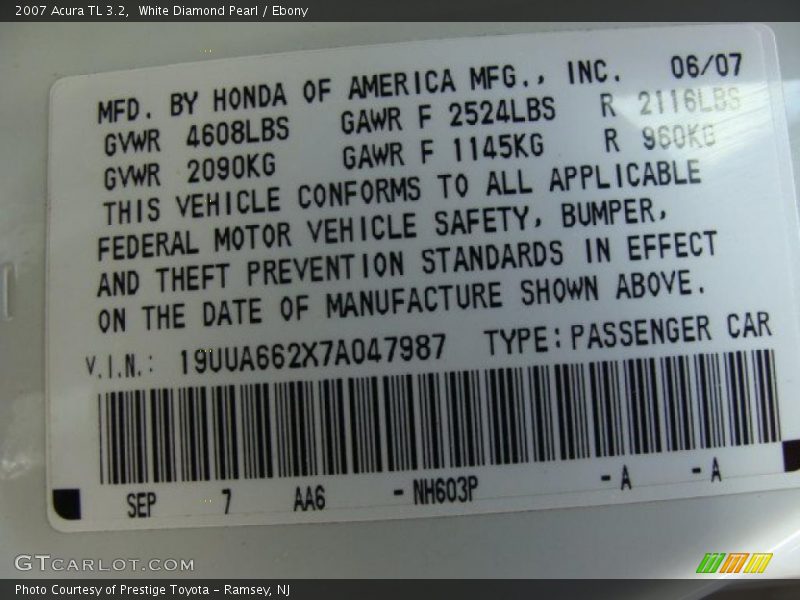 2007 Acura TL 3.2,  White Diamond Pearl / Ebony
MFD. BY HONDA OF AMERICA MFG., INC.   06/07
GVWR 4608LBS   GAWR F 2524LBS   R 2116LBS
GVWR 2090KG   GAWR F 1145KG   R 960KG
THIS VEHICLE CONFORMS TO ALL APPLICABLE
FEDERAL MOTOR VEHICLE SAFETY, BUMPER,
AND THEFT PREVENTION STANDARDS IN EFFECT
ON THE DATE OF MANUFACTURE SHOWN ABOVE.
V.I.N.: 19UUA662X7A047987   TYPE: PASSENGER CAR
SEP   7   AA6   - NH603P   - A   - A
GTCARLOT.COM
Photo Courtesy of Prestige Toyota - Ramsey, NJ